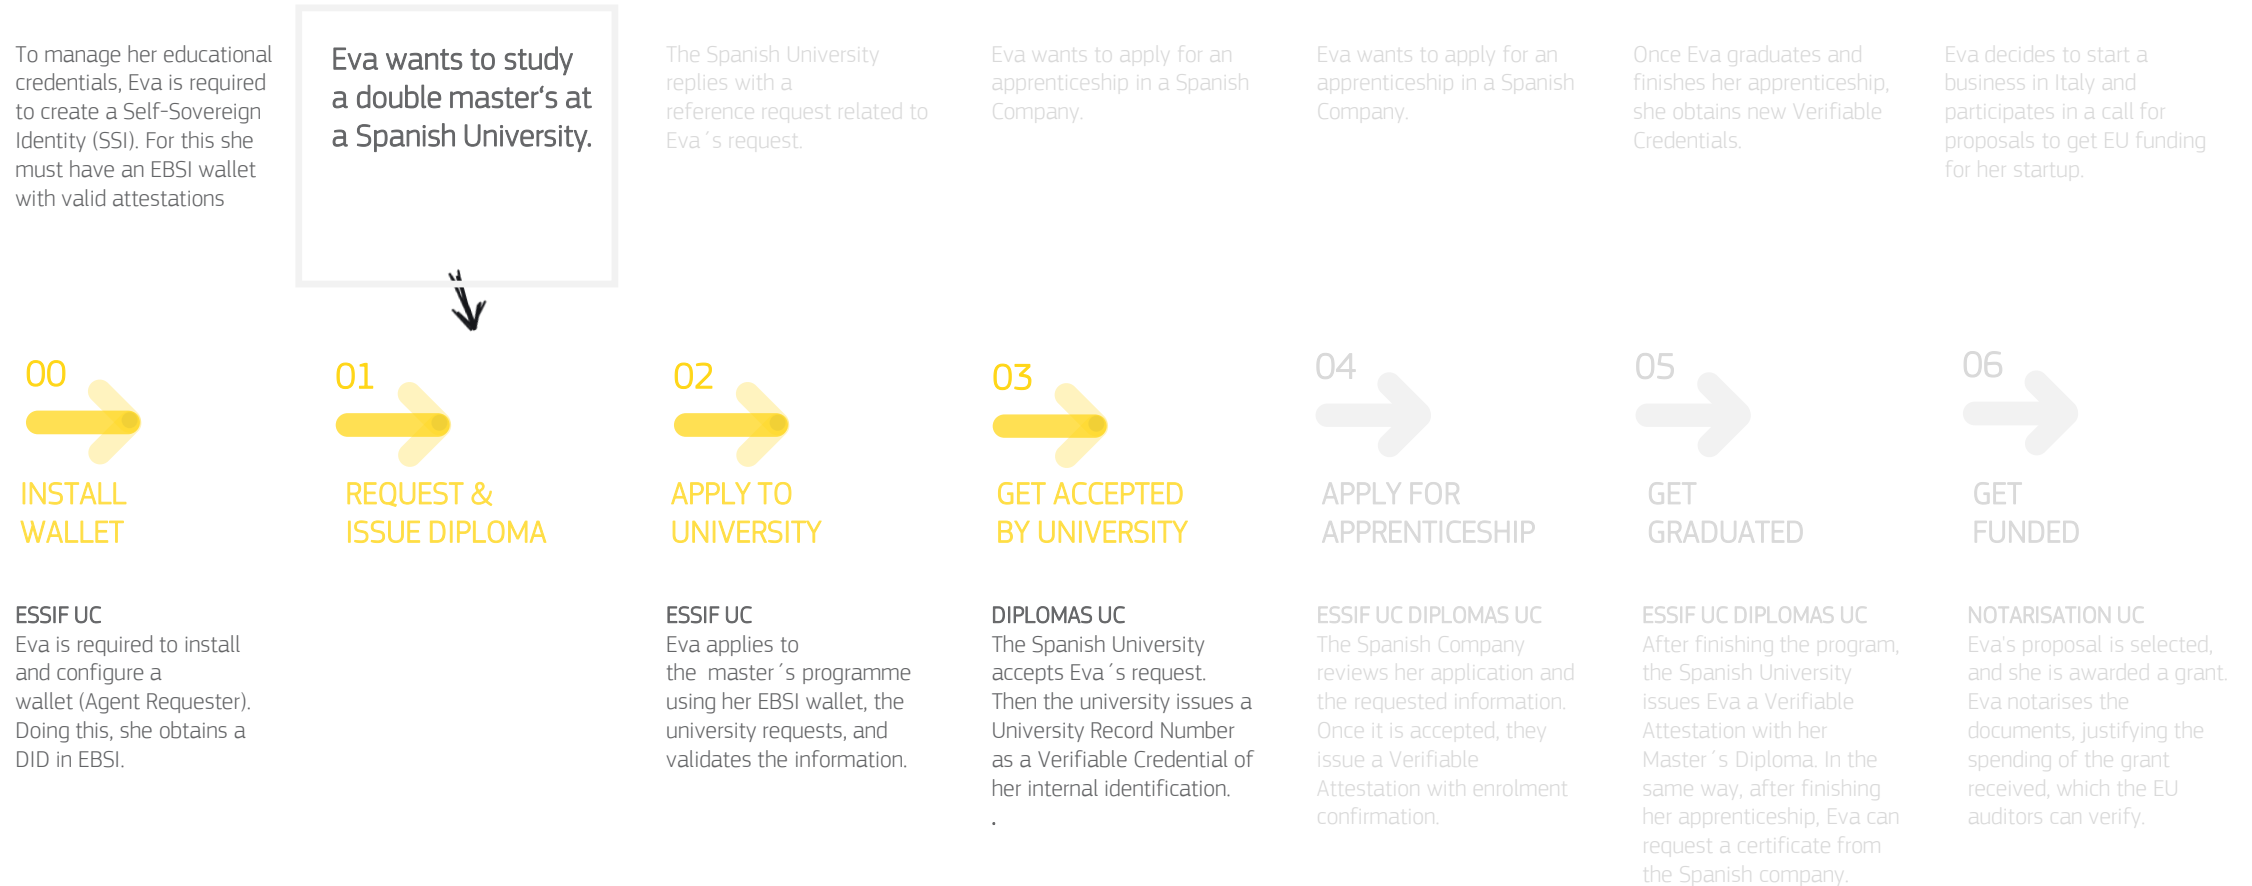 To manage her educational
credentials, Eva is required
to create a Self-Sovereign
Identity (SSI). For this she
must have an EBSI wallet
with valid attestations
Eva wants to study
a double master‘s at
a Spanish University.
The Spanish University
replies with a
reference request related to
Eva´s request.
Eva wants to apply for an
apprenticeship in a Spanish
Company.
Eva wants to apply for an
apprenticeship in a Spanish
Company.
Once Eva graduates and
finishes her apprenticeship,
she obtains new Verifiable
Credentials.
Eva decides to start a
business in Italy and
participates in a call for
proposals to get EU funding
for her startup.
00
INSTALL
WALLET
01
REQUEST &
ISSUE DIPLOMA
02
APPLY TO
UNIVERSITY
03
GET ACCEPTED
BY UNIVERSITY
04
APPLY FOR
APPRENTICESHIP
05
GET
GRADUATED
06
GET
FUNDED
ESSIF UC
Eva is required to install
and configure a
wallet (Agent Requester).
Doing this, she obtains a
DID in EBSI.
ESSIF UC
Eva applies to
the  master´s programme
using her EBSI wallet, the
university requests, and
validates the information.
DIPLOMAS UC
The Spanish University
accepts Eva´s request.
Then the university issues a
University Record Number
as a Verifiable Credential of
her internal identification.
.
ESSIF UC DIPLOMAS UC
The Spanish Company
reviews her application and
the requested information.
Once it is accepted, they
issue a Verifiable
Attestation with enrolment
confirmation.
ESSIF UC DIPLOMAS UC
After finishing the program,
the Spanish University
issues Eva a Verifiable
Attestation with her
Master´s Diploma. In the
same way, after finishing
her apprenticeship, Eva can
request a certificate from
the Spanish company.
NOTARISATION UC
Eva's proposal is selected,
and she is awarded a grant.
Eva notarises the
documents, justifying the
spending of the grant
received, which the EU
auditors can verify.